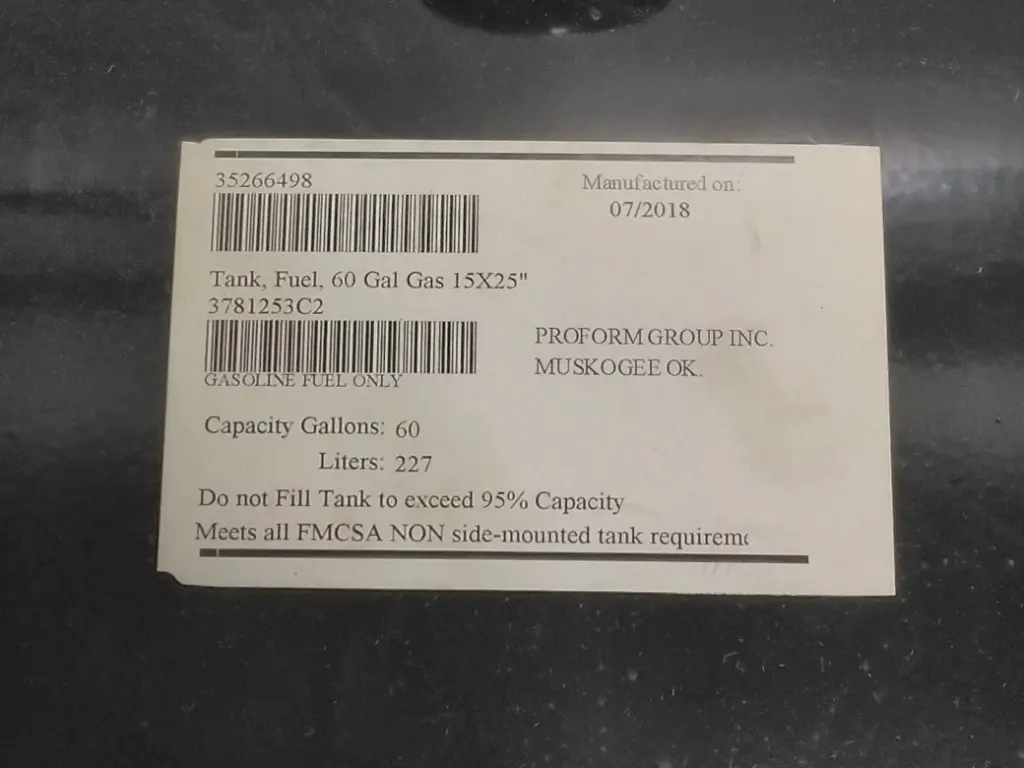 35266498
Manufactured on:
07/2018
Tank, Fuel, 60 Gal Gas 15X25"
3781253C2
PROFORM GROUP INC.
MUSKOGEE OK.
GASOLINE FUEL ONLY
Capacity Gallons: 60
Liters: 227
Do not Fill Tank to exceed 95% Capacity
Meets all FMCSA NON side-mounted tank requireme